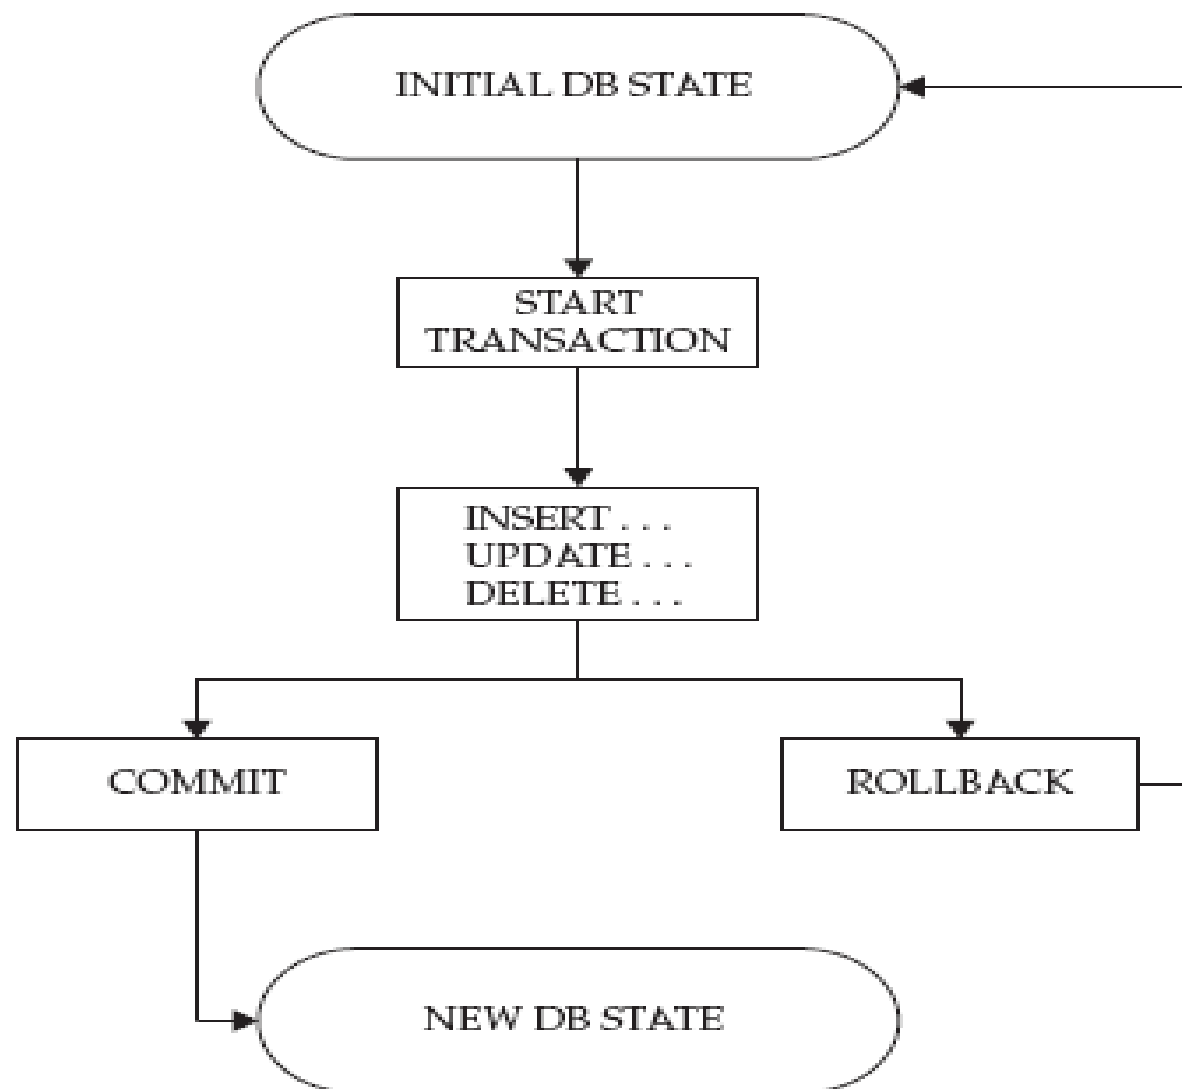 INITIAL DB STATE
START
TRANSACTION
INSERT . . .
UPDATE . . .
DELETE . . .
COMMIT
ROLLBACK
NEW DB STATE